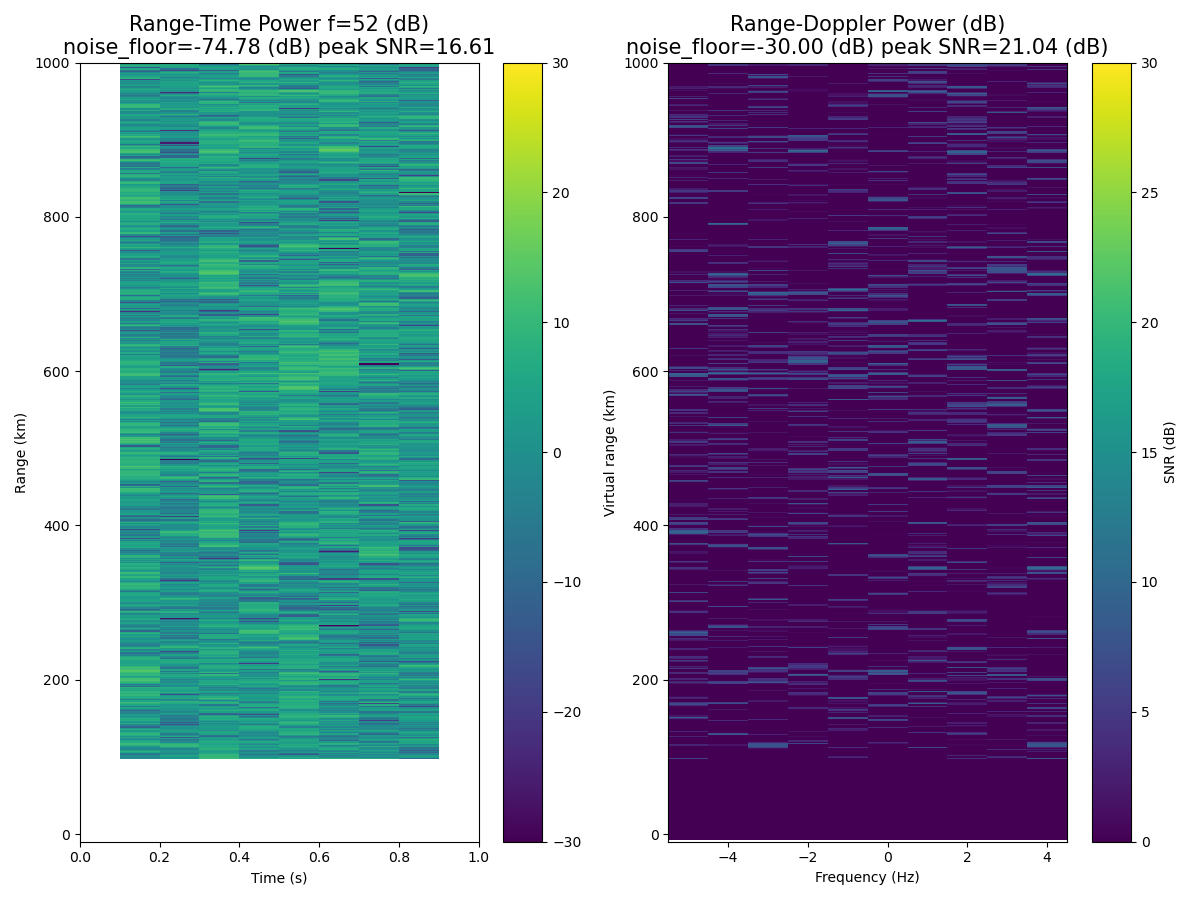 Range-Time Power f=52 (dB)
noise_floor=-74.78 (dB) peak SNR=16.61
1000
800
600
400
200
0
Range (km)
0.0 0.2 0.4 0.6 0.8 1.0
Time (s)
30
20
10
0
−10
−20
−30
Range-Doppler Power (dB)
noise_floor=-30.00 (dB) peak SNR=21.04 (dB)
1000
800
600
400
200
0
Virtual range (km)
−4 −2 0 2 4
Frequency (Hz)
30
25
20
15
10
5
0
SNR (dB)